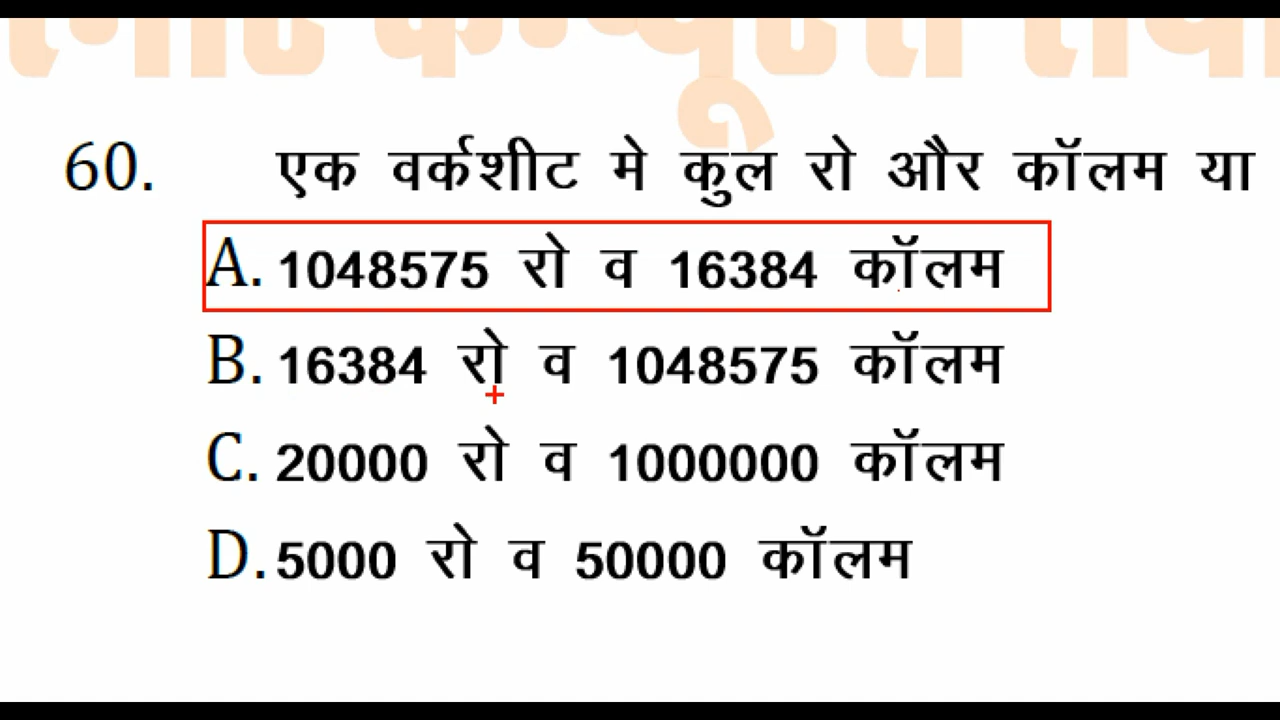 60. एक वर्कशीट मे कुल रो और कॉलम या
A. 1048575 रो व 16384 कॉलम
B. 16384 रो व 1048575 कॉलम
C. 20000 रो व 1000000 कॉलम
D. 5000 रो व 50000 कॉलम